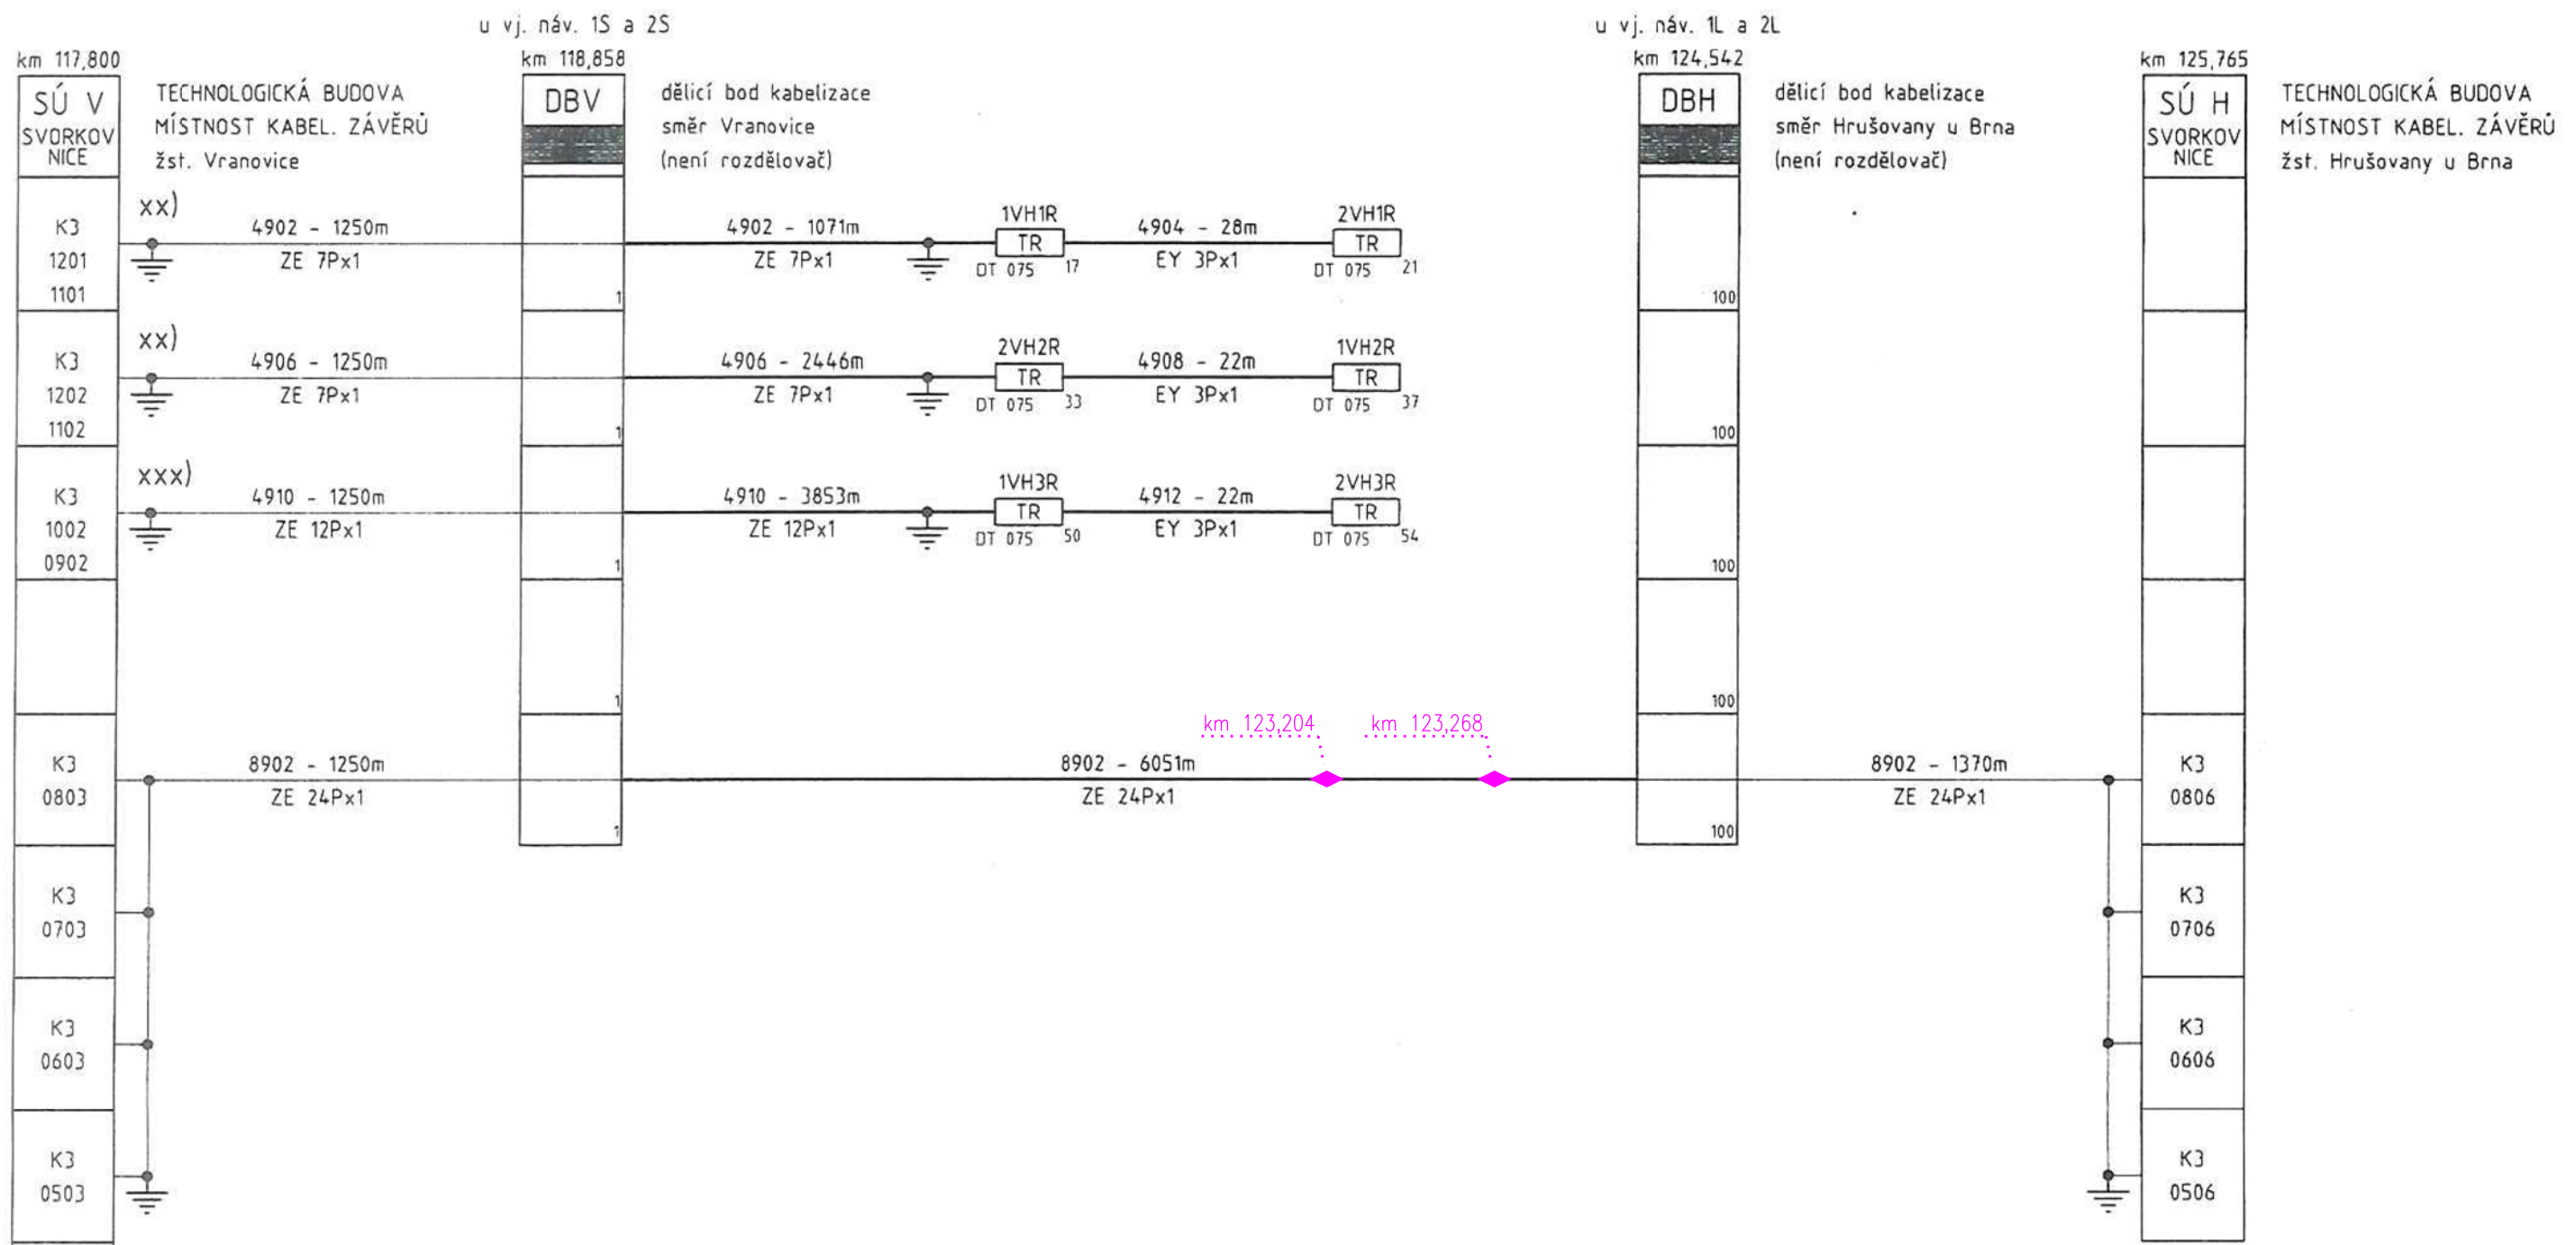 u vj. náv. 1S a 2S
u vj. náv. 1L a 2L
km 117,800
km 118,858
km 124,542
km 125,765
SÚ V
SVORKOV
NICE
TECHNOLOGICKÁ BUDOVA
MÍSTNOST KABEL. ZÁVĚRŮ
žst. Vranovice
DBV
dělicí bod kabelizace
směr Vranovice
(není rozdělovač)
DBH
dělicí bod kabelizace
směr Hrušovany u Brna
(není rozdělovač)
SÚ H
SVORKOV
NICE
TECHNOLOGICKÁ BUDOVA
MÍSTNOST KABEL. ZÁVĚRŮ
žst. Hrušovany u Brna
K3
1201
1101
xx)
4902 - 1250m
ZE 7Px1
1
4902 - 1071m
ZE 7Px1
1VH1R
TR
DT 075 17
4904 - 28m
EY 3Px1
2VH1R
TR
DT 075 21
100
K3
1202
1102
xx)
4906 - 1250m
ZE 7Px1
1
4906 - 2446m
ZE 7Px1
2VH2R
TR
DT 075 33
4908 - 22m
EY 3Px1
1VH2R
TR
DT 075 37
100
K3
1002
0902
xxx)
4910 - 1250m
ZE 12Px1
1
4910 - 3853m
ZE 12Px1
1VH3R
TR
DT 075 50
4912 - 22m
EY 3Px1
2VH3R
TR
DT 075 54
100
1
100
km 123,204
km 123,268
K3
0803
8902 - 1250m
ZE 24Px1
1
8902 - 6051m
ZE 24Px1
100
8902 - 1370m
ZE 24Px1
K3
0806
K3
0703
K3
0706
K3
0603
K3
0606
K3
0503
K3
0506